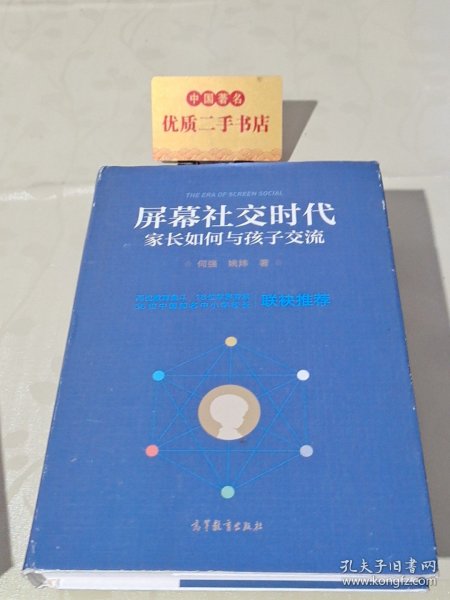 中国著名
优质二手书店
THE ERA OF SCREEN SOCIAL
屏幕社交时代
家长如何与孩子交流
何强 姚炜 著
联袂推荐
高等教育出版社
孔夫子旧书网
www.kongfz.com